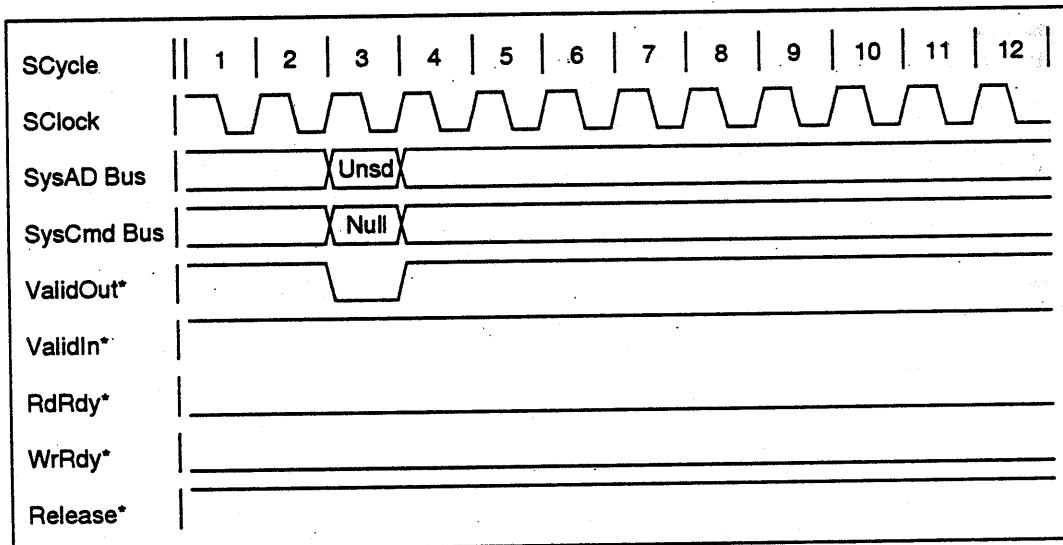 SCycle 1 2 3 4 5 6 7 8 9 10 11 12
SClock
SysAD Bus Unsd
SysCmd Bus Null
ValidOut*
ValidIn*
RdRdy*
WrRdy*
Release*